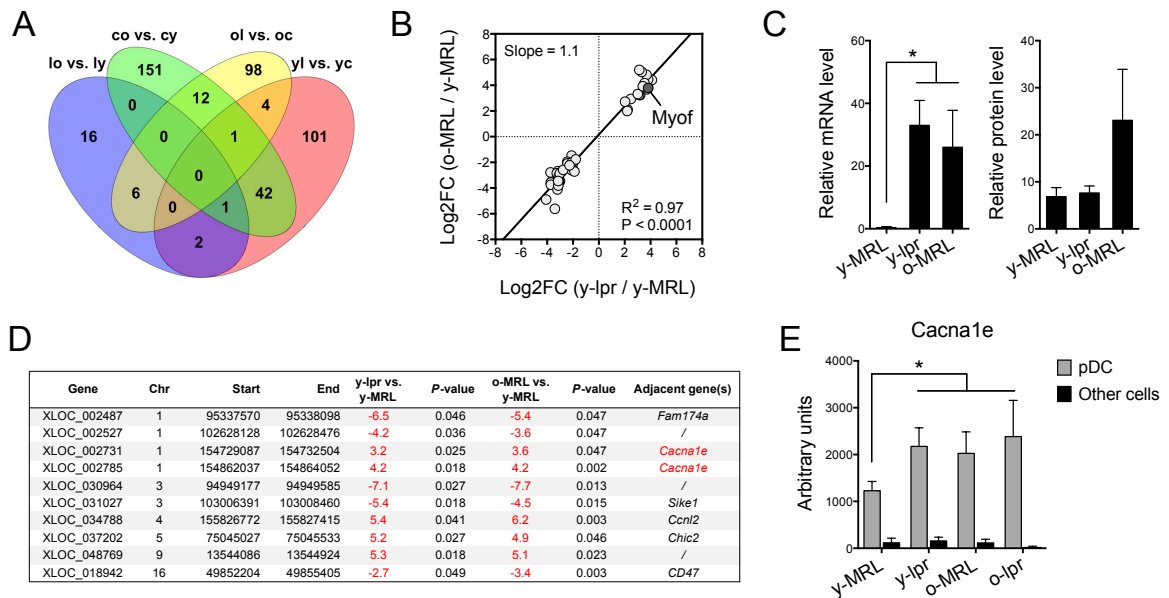 A
lo vs. ly
co vs. cy
ol vs. oc
yl vs. yc
151
98
0
12
4
16
0
1
101
0
6
0
1
42
2
B
Log2FC (o-MRL / y-MRL)
Slope = 1.1
Myof
R2 = 0.97
P < 0.0001
8
6
4
2
0
-2
-4
-6
-8
-8 -6 -4 -2 0 2 4 6 8
Log2FC (y-lpr / y-MRL)
C
Relative mRNA level
60
40
20
0
*
y-MRL
y-lpr
o-MRL
Relative protein level
40
30
20
10
0
y-MRL
y-lpr
o-MRL
D
Gene Chr Start End y-lpr vs. y-MRL P-value o-MRL vs. y-MRL P-value Adjacent gene(s)
XLOC_002487 1 95337570 95338098 -6.5 0.046 -5.4 0.047 Fam174a
XLOC_002527 1 102628128 102628476 -4.2 0.036 -3.6 0.047 /
XLOC_002731 1 154729087 154732504 3.2 0.025 3.6 0.047 Cacna1e
XLOC_002785 1 154862037 154864052 4.2 0.018 4.2 0.002 Cacna1e
XLOC_030964 3 94949177 94949585 -7.1 0.027 -7.7 0.013 /
XLOC_031027 3 103006391 103008460 -5.4 0.018 -4.5 0.015 Sike1
XLOC_034788 4 155826772 155827415 5.4 0.041 6.2 0.003 Ccnl2
XLOC_037202 5 75045027 75045533 5.2 0.027 4.9 0.046 Chic2
XLOC_048769 9 13544086 13544924 5.3 0.018 5.1 0.023 /
XLOC_018942 16 49852204 49855405 -2.7 0.049 -3.4 0.003 CD47
E
Cacna1e
Arbitrary units
4000
3000
2000
1000
0
*
y-MRL
y-lpr
o-MRL
o-lpr
pDC
Other cells